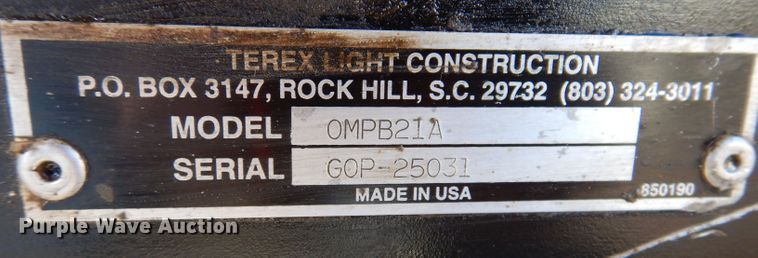 TEREX LIGHT CONSTRUCTION
P.O. BOX 3147, ROCK HILL, S.C. 29732 (803) 324-3011
MODEL OMPB21A
SERIAL GOP-25031
MADE IN USA 850190
Purple Wave Auction